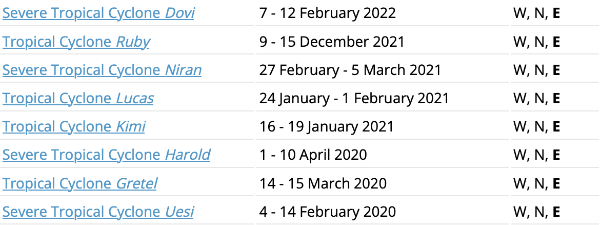 Severe Tropical Cyclone Dovi 7 - 12 February 2022 W, N, E
Tropical Cyclone Ruby 9 - 15 December 2021 W, N, E
Severe Tropical Cyclone Niran 27 February - 5 March 2021 W, N, E
Tropical Cyclone Lucas 24 January - 1 February 2021 W, N, E
Tropical Cyclone Kimi 16 - 19 January 2021 W, N, E
Severe Tropical Cyclone Harold 1 - 10 April 2020 W, N, E
Tropical Cyclone Gretel 14 - 15 March 2020 W, N, E
Severe Tropical Cyclone Uesi 4 - 14 February 2020 W, N, E